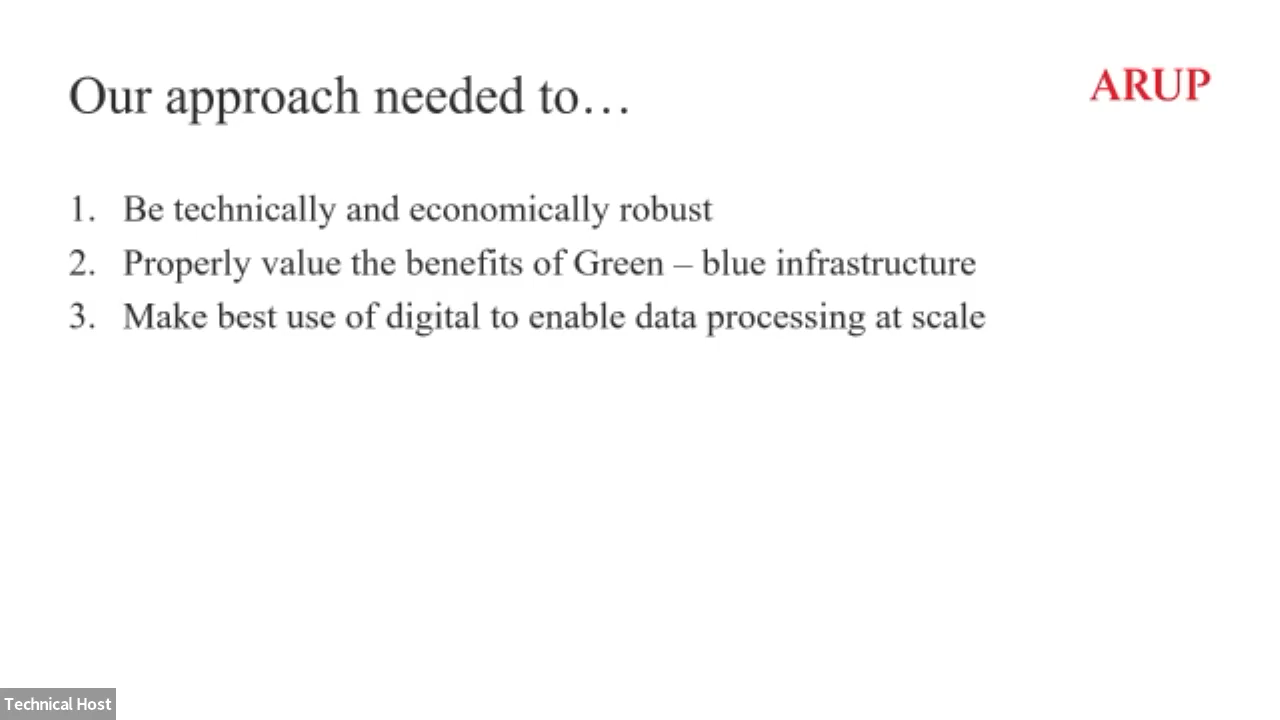 Our approach needed to…
ARUP
1. Be technically and economically robust
2. Properly value the benefits of Green – blue infrastructure
3. Make best use of digital to enable data processing at scale
Technical Host